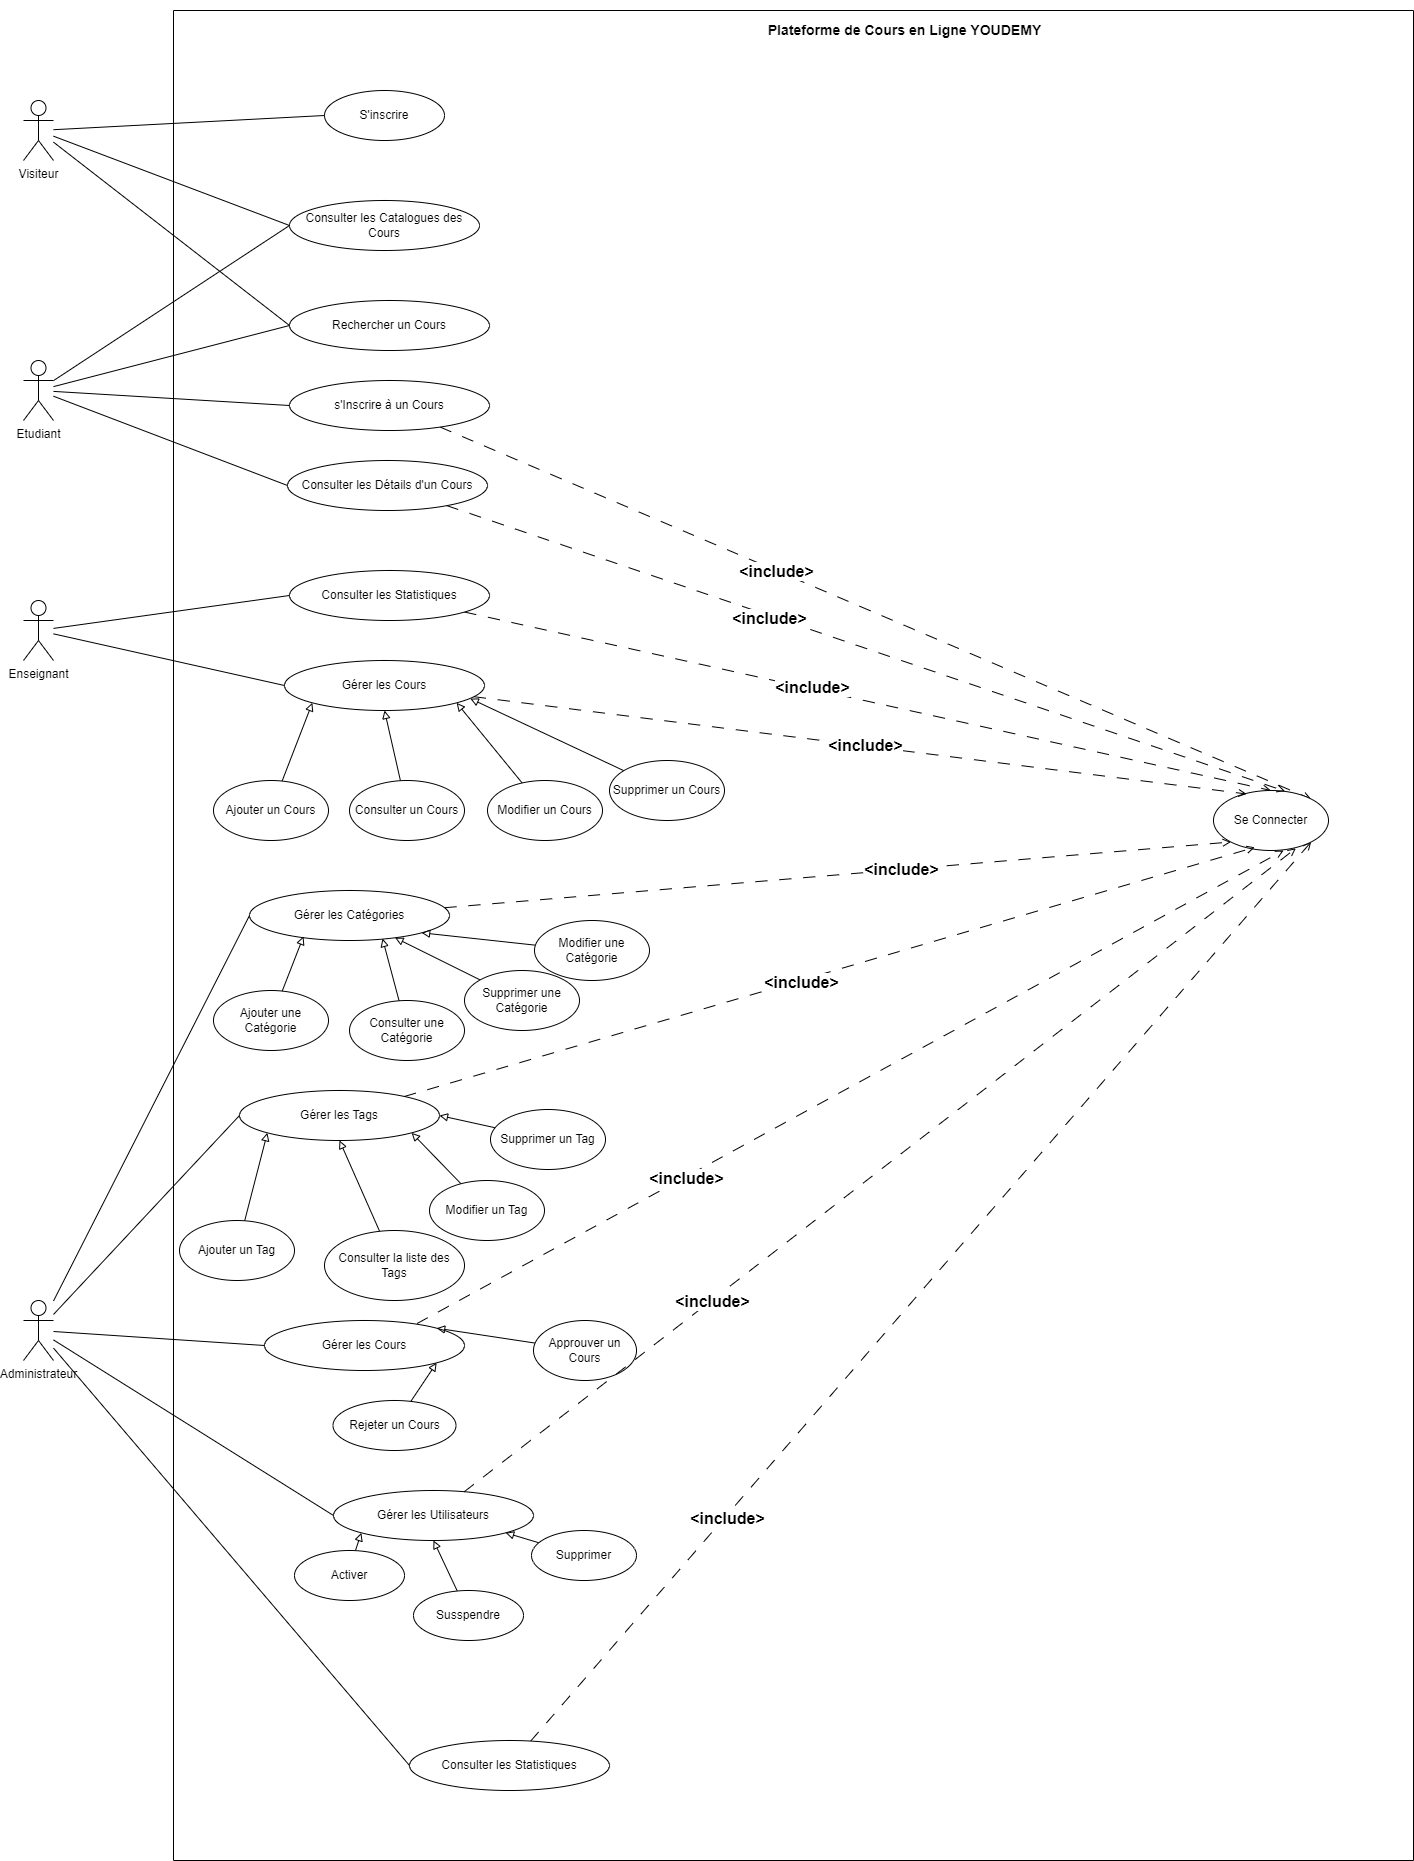 Plateforme de Cours en Ligne YOUDEMY
S'inscrire
Visiteur
Consulter les Catalogues des
Cours
Rechercher un Cours
s'Inscrire à un Cours
Etudiant
Consulter les Détails d'un Cours
<include>
Consulter les Statistiques
<include>
Enseignant
Gérer les Cours
<include>
<include>
Ajouter un Cours
Consulter un Cours
Modifier un Cours
Supprimer un Cours
Se Connecter
<include>
Gérer les Catégories
Modifier une
Catégorie
Supprimer une
Catégorie
Ajouter une
Catégorie
Consulter une
Catégorie
<include>
Gérer les Tags
Supprimer un Tag
<include>
Modifier un Tag
Ajouter un Tag
Consulter la liste des
Tags
<include>
Gérer les Cours
Approuver un
Cours
Administrateur
Rejeter un Cours
Gérer les Utilisateurs
<include>
Supprimer
Activer
Susspendre
Consulter les Statistiques